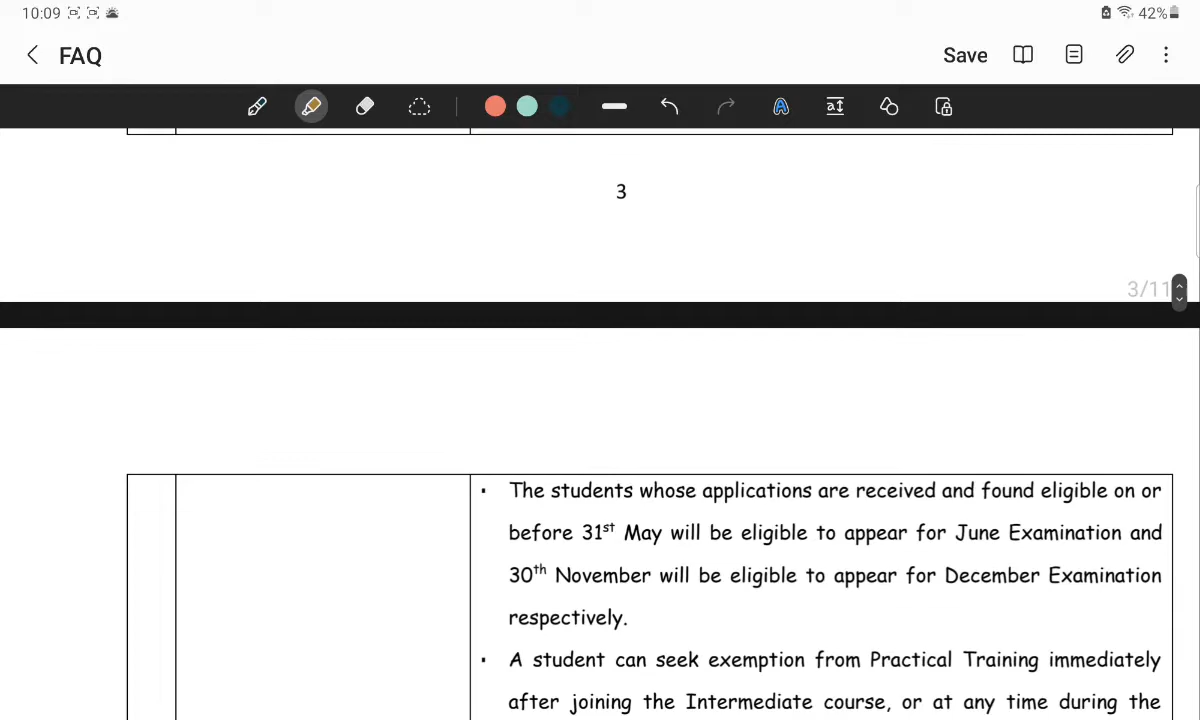 10:09 42%
FAQ Save
3
3/11
· The students whose applications are received and found eligible on or
before 31st May will be eligible to appear for June Examination and
30th November will be eligible to appear for December Examination
respectively.
· A student can seek exemption from Practical Training immediately
after joining the Intermediate course, or at any time during the